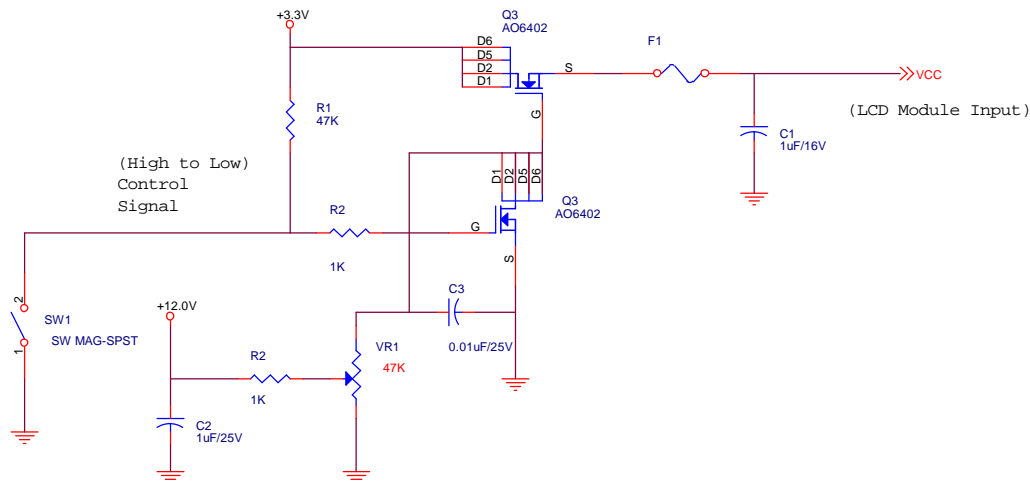 Q3
AO6402
+3.3V
D6
D5
D2
D1
S
F1
VCC
G
(LCD Module Input)
R1
47K
C1
1uF/16V
(High to Low)
Control
Signal
D1
D2
D5
D6
Q3
AO6402
R2
G
1K
S
2
+12.0V
C3
SW1
SW MAG-SPST
1
0.01uF/25V
R2
VR1
47K
1K
C2
1uF/25V